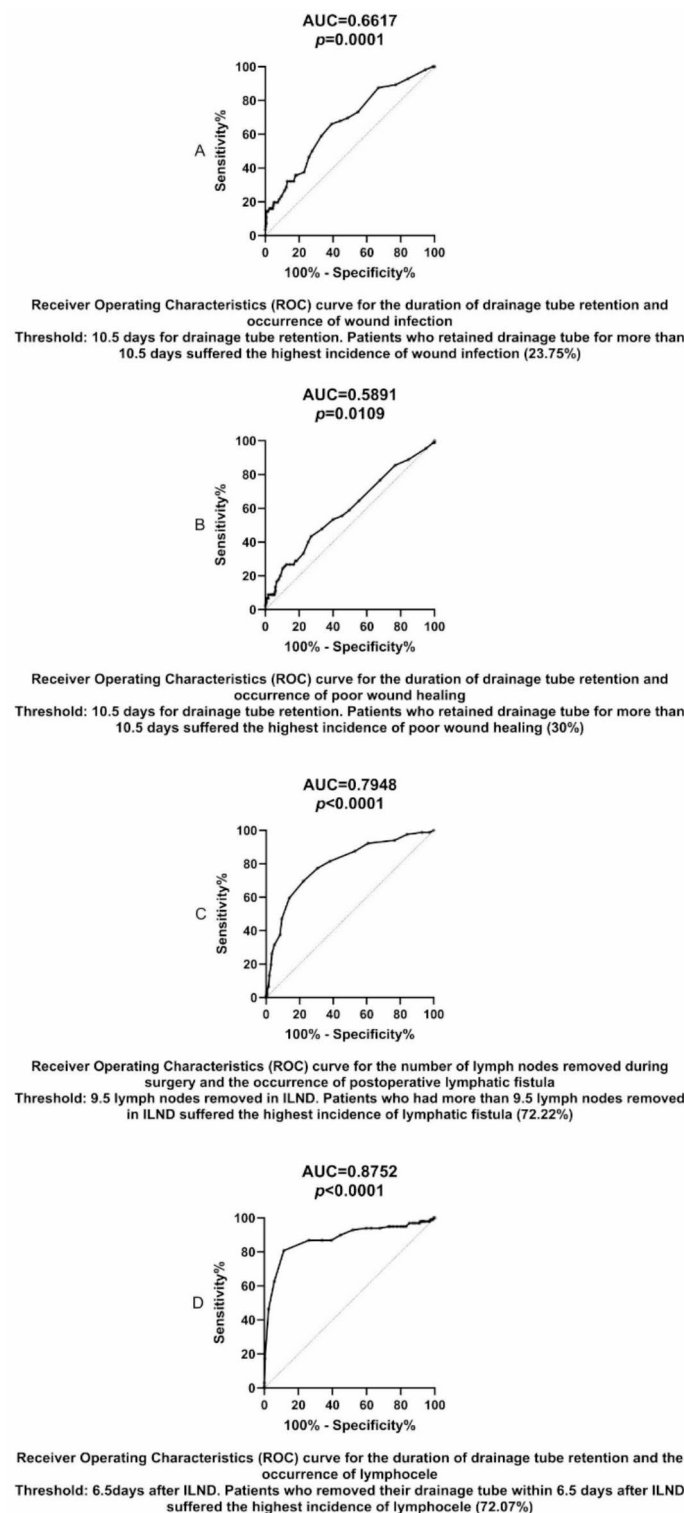 AUC=0.6617
p=0.0001
100
80
60
40
20
0
Sensitivity%
A
0 20 40 60 80 100
100% - Specificity%
Receiver Operating Characteristics (ROC) curve for the duration of drainage tube retention and
occurrence of wound infection
Threshold: 10.5 days for drainage tube retention. Patients who retained drainage tube for more than
10.5 days suffered the highest incidence of wound infection (23.75%)
AUC=0.5891
p=0.0109
100
80
60
40
20
0
Sensitivity%
B
0 20 40 60 80 100
100% - Specificity%
Receiver Operating Characteristics (ROC) curve for the duration of drainage tube retention and
occurrence of poor wound healing
Threshold: 10.5 days for drainage tube retention. Patients who retained drainage tube for more than
10.5 days suffered the highest incidence of poor wound healing (30%)
AUC=0.7948
p<0.0001
100
80
60
40
20
0
Sensitivity%
C
0 20 40 60 80 100
100% - Specificity%
Receiver Operating Characteristics (ROC) curve for the number of lymph nodes removed during
surgery and the occurrence of postoperative lymphatic fistula
Threshold: 9.5 lymph nodes removed in ILND. Patients who had more than 9.5 lymph nodes removed
in ILND suffered the highest incidence of lymphatic fistula (72.22%)
AUC=0.8752
p<0.0001
100
80
60
40
20
0
Sensitivity%
D
0 20 40 60 80 100
100% - Specificity%
Receiver Operating Characteristics (ROC) curve for the duration of drainage tube retention and the
occurrence of lymphocele
Threshold: 6.5days after ILND. Patients who removed their drainage tube within 6.5 days after ILND
suffered the highest incidence of lymphocele (72.07%)